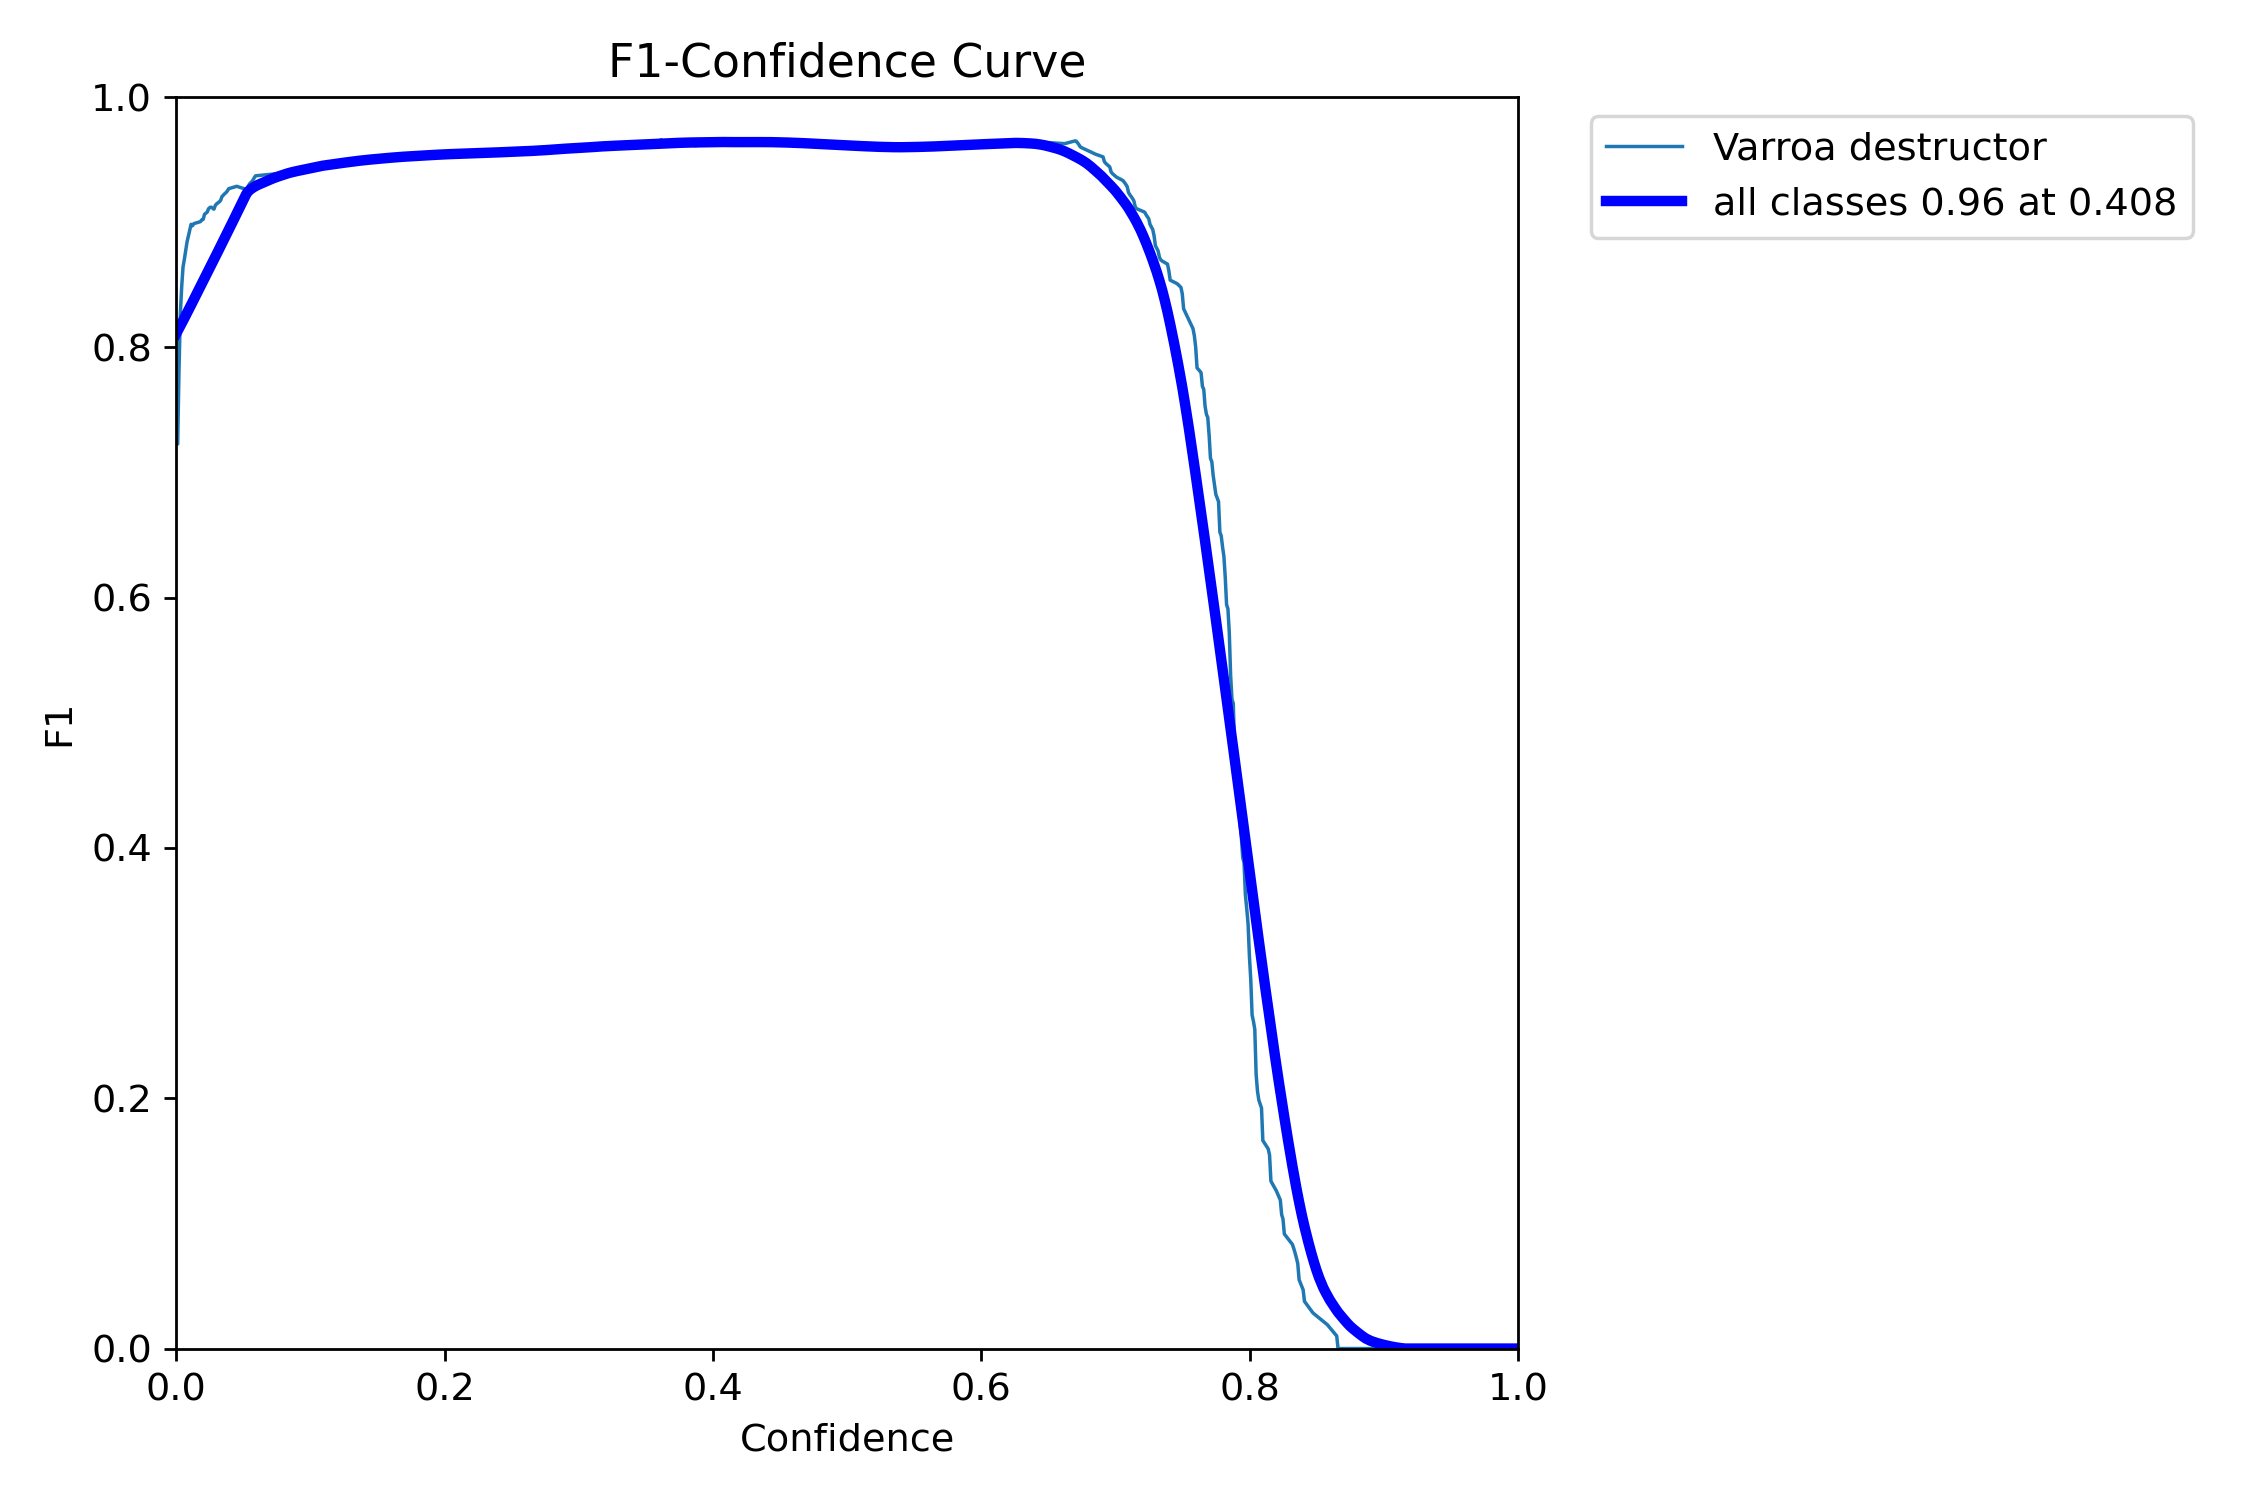 F1-Confidence Curve
1.0
0.8
0.6
0.4
0.2
0.0
F1
0.0 0.2 0.4 0.6 0.8 1.0
Confidence
Varroa destructor
all classes 0.96 at 0.408